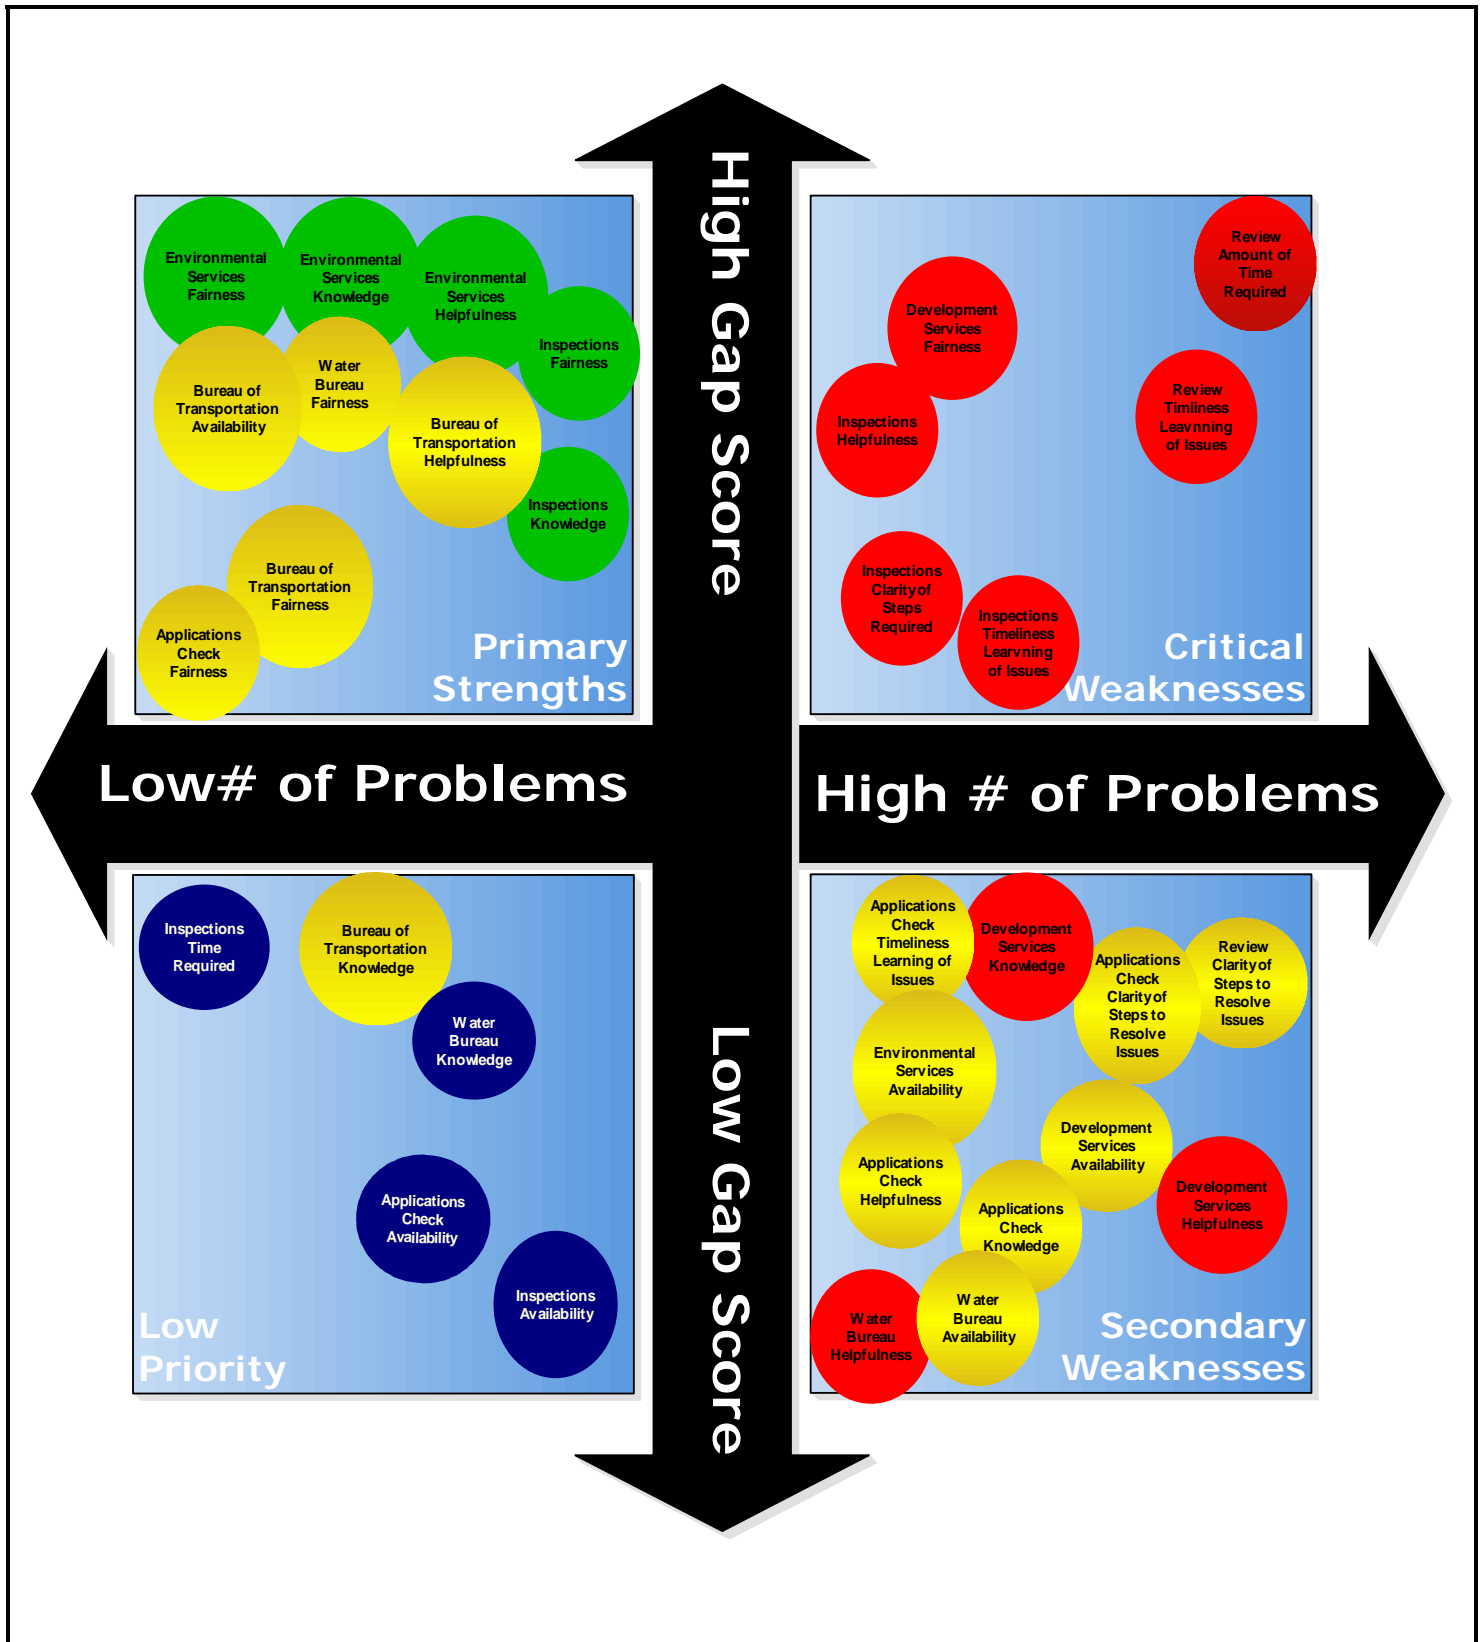 High Gap Score
Environmental
Services
Fairness
Environmental
Services
Knowledge
Environmental
Services
Helpfulness
Inspections
Fairness
Bureau of
Transportation
Availability
Water
Bureau
Fairness
Bureau of
Transportation
Helpfulness
Inspections
Knowledge
Bureau of
Transportation
Fairness
Applications
Check
Fairness
Primary
Strengths
Review
Amount of
Time
Required
Development
Services
Fairness
Review
Timliness
Leavnning
of Issues
Inspections
Helpfulness
Inspections
Clarity of
Steps
Required
Inspections
Timeliness
Learvning
of Issues
Critical
Weaknesses
Low# of Problems
High # of Problems
Inspections
Time
Required
Bureau of
Transportation
Knowledge
Water
Bureau
Knowledge
Applications
Check
Availability
Inspections
Availability
Low
Priority
Low Gap Score
Applications
Check
Timeliness
Learning of
Issues
Development
Services
Knowledge
Applications
Check
Clarity of
Steps to
Resolve
Issues
Review
Clarity of
Steps to
Resolve
Issues
Environmental
Services
Availability
Development
Services
Availability
Applications
Check
Helpfulness
Development
Services
Helpfulness
Applications
Check
Knowledge
Water
Bureau
Helpfulness
Water
Bureau
Availability
Secondary
Weaknesses